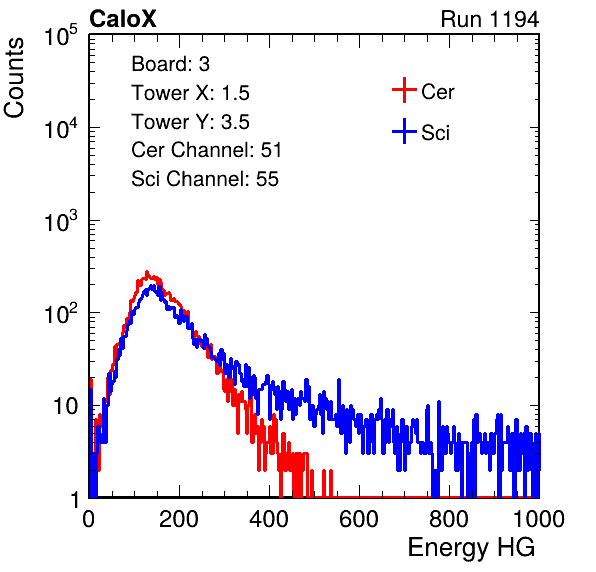 CaloX Run 1194
Counts
Board: 3
Tower X: 1.5
Tower Y: 3.5
Cer Channel: 51
Sci Channel: 55
Cer
Sci
10^5
10^4
10^3
10^2
10
1
0 200 400 600 800 1000
Energy HG